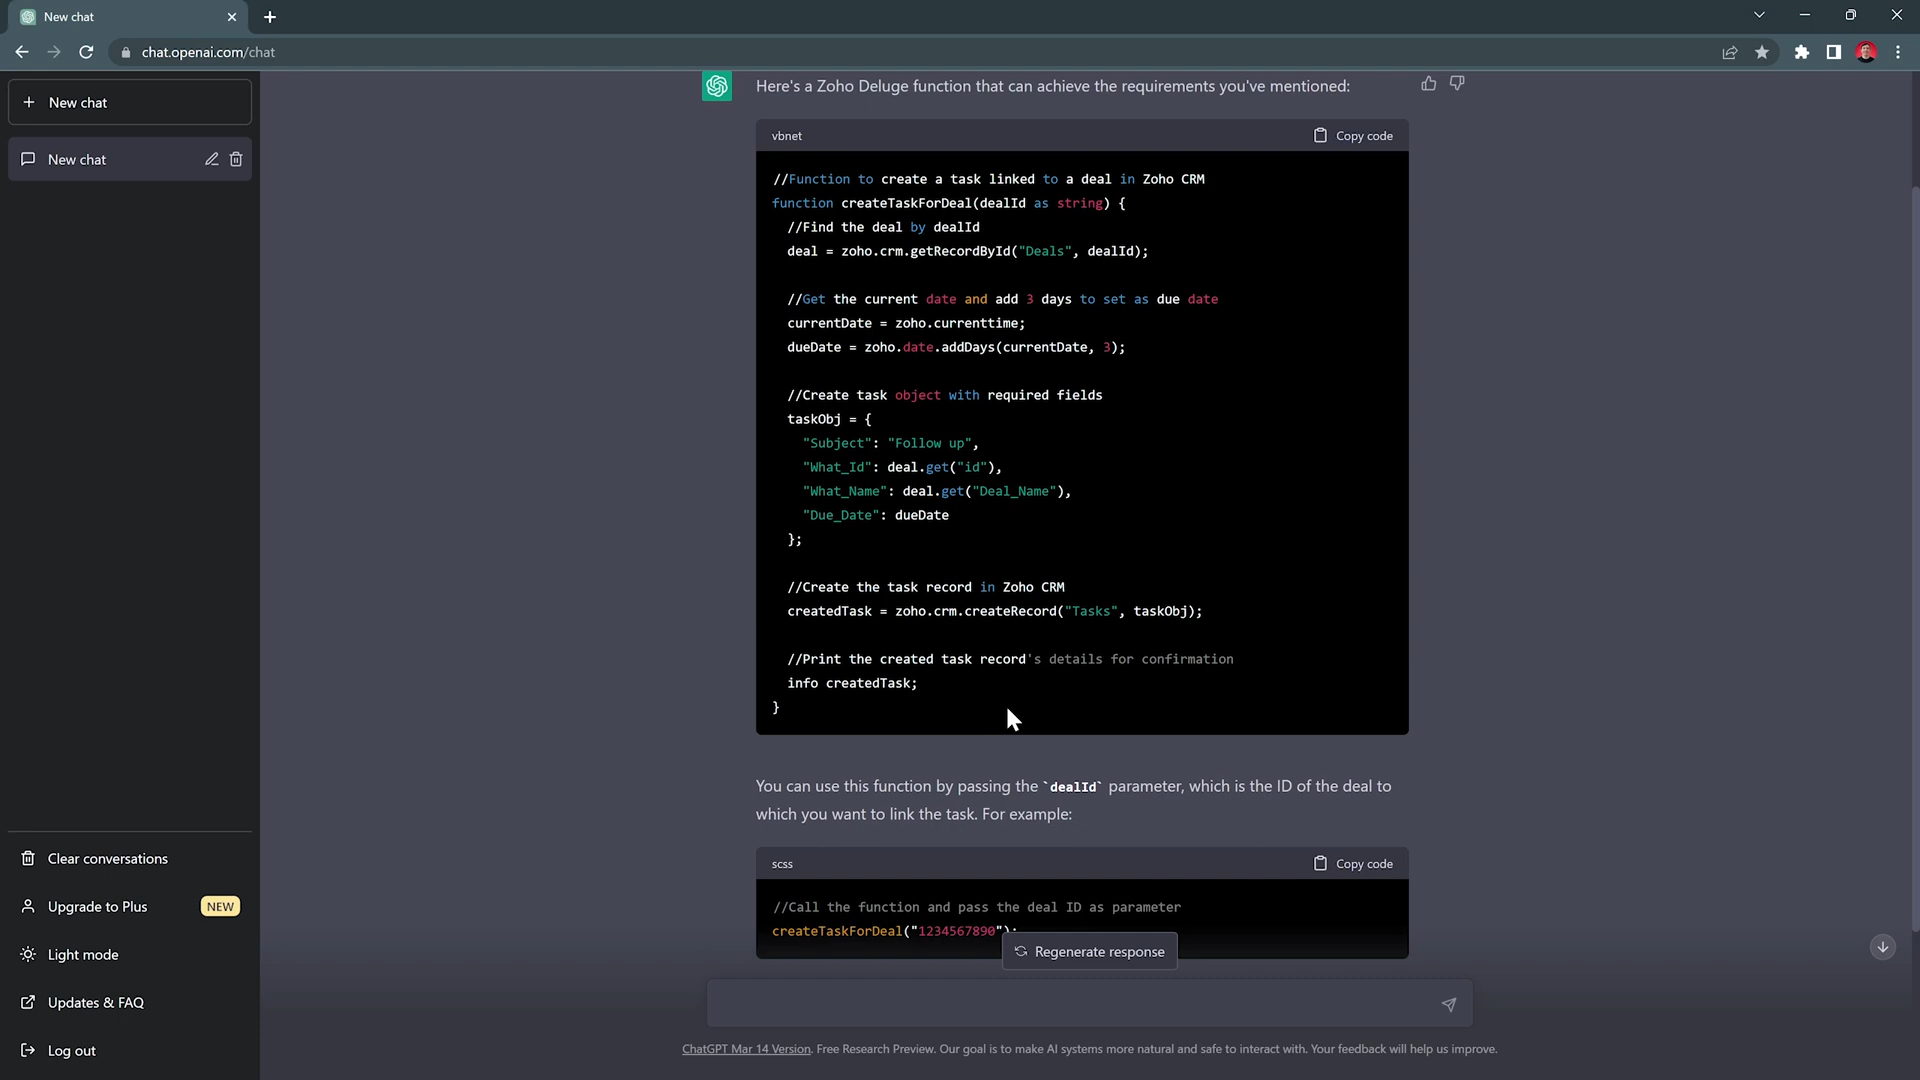 New chat
chat.openai.com/chat
New chat
New chat
Here's a Zoho Deluge function that can achieve the requirements you've mentioned:
vbnet
Copy code
//Function to create a task linked to a deal in Zoho CRM
function createTaskForDeal(dealId as string) {
//Find the deal by dealId
deal = zoho.crm.getRecordById("Deals", dealId);
//Get the current date and add 3 days to set as due date
currentDate = zoho.currenttime;
dueDate = zoho.date.addDays(currentDate, 3);
//Create task object with required fields
taskObj = {
"Subject": "Follow up",
"What_Id": deal.get("id"),
"What_Name": deal.get("Deal_Name"),
"Due_Date": dueDate
};
//Create the task record in Zoho CRM
createdTask = zoho.crm.createRecord("Tasks", taskObj);
//Print the created task record's details for confirmation
info createdTask;
}
You can use this function by passing the `dealId` parameter, which is the ID of the deal to
which you want to link the task. For example:
scss
Copy code
//Call the function and pass the deal ID as parameter
createTaskForDeal("1234567890");
Regenerate response
Clear conversations
Upgrade to Plus
NEW
Light mode
Updates & FAQ
Log out
ChatGPT Mar 14 Version. Free Research Preview. Our goal is to make AI systems more natural and safe to interact with. Your feedback will help us improve.